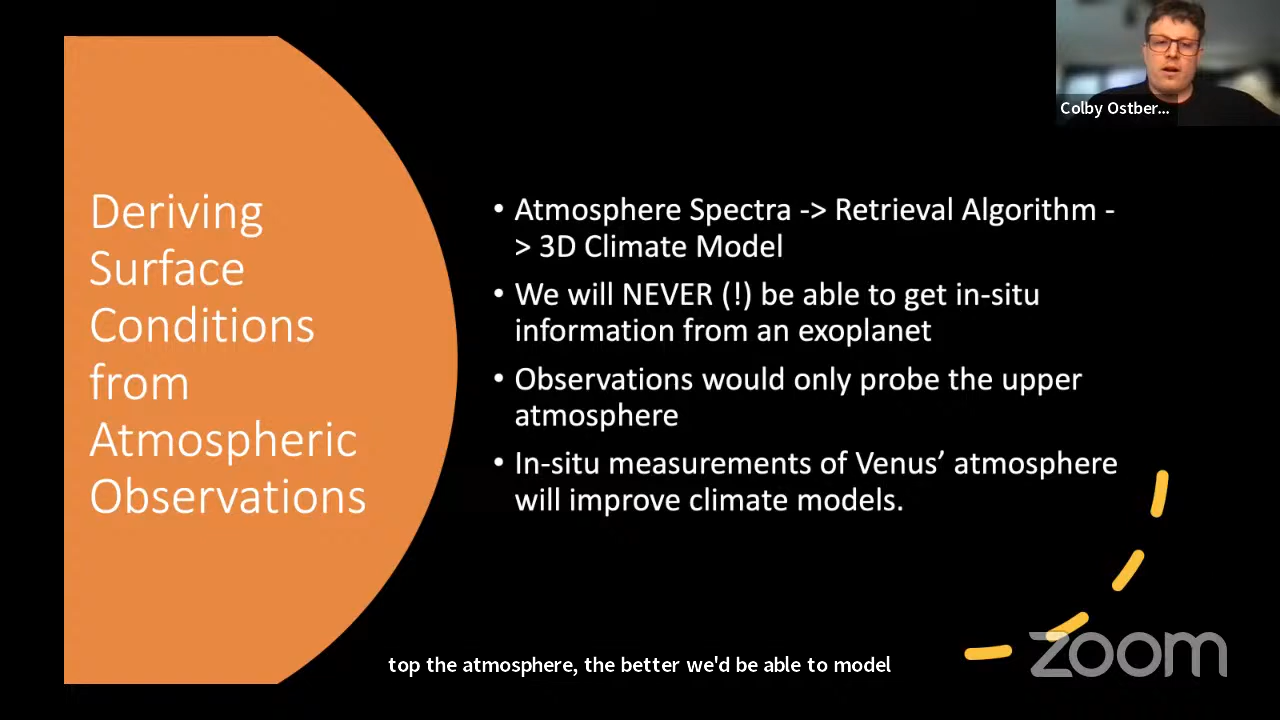 Colby Ostber...
Deriving
Surface
Conditions
from
Atmospheric
Observations
• Atmosphere Spectra -> Retrieval Algorithm -
> 3D Climate Model
• We will NEVER (!) be able to get in-situ
information from an exoplanet
• Observations would only probe the upper
atmosphere
• In-situ measurements of Venus’ atmosphere
will improve climate models.
top the atmosphere, the better we'd be able to model
zoom